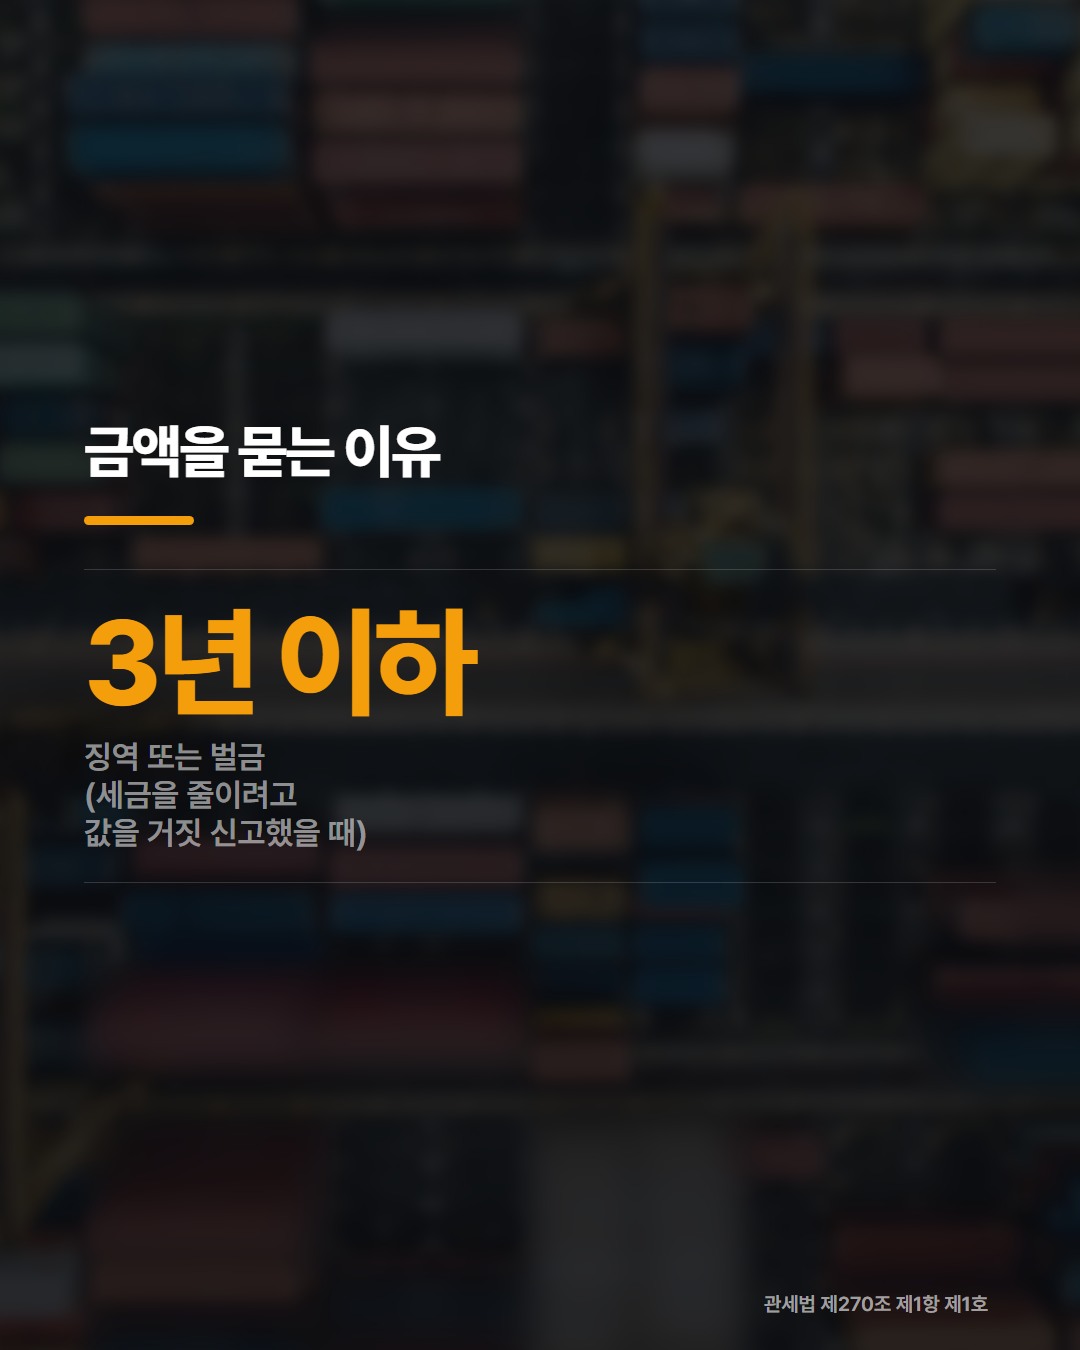 금액을 묻는 이유
3년 이하
징역 또는 벌금
(세금을 줄이려고
값을 거짓 신고했을 때)
관세법 제270조 제1항 제1호